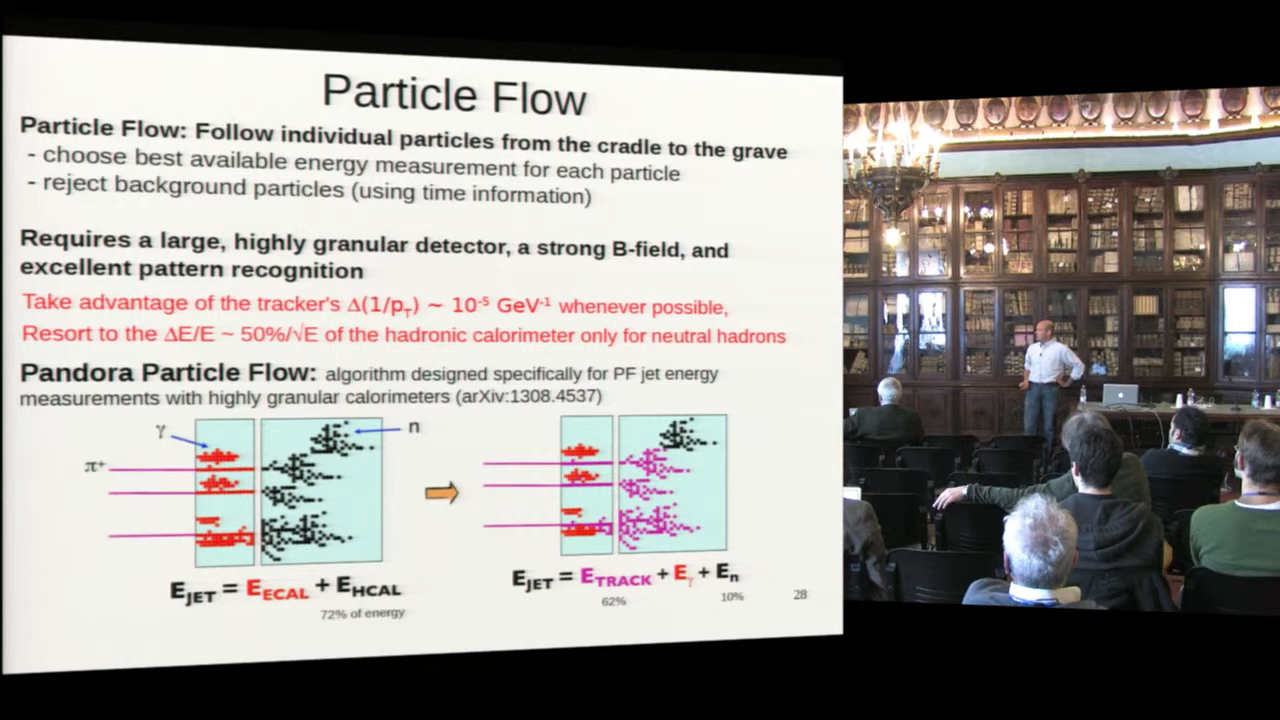 Particle Flow
Particle Flow: Follow individual particles from the cradle to the grave
- choose best available energy measurement for each particle
- reject background particles (using time information)
Requires a large, highly granular detector, a strong B-field, and
excellent pattern recognition
Take advantage of the tracker's Δ(1/p_T) ~ 10⁻⁵ GeV⁻¹ whenever possible,
Resort to the ΔE/E ~ 50%/√E of the hadronic calorimeter only for neutral hadrons
Pandora Particle Flow: algorithm designed specifically for PF jet energy
measurements with highly granular calorimeters (arXiv:1308.4537)
γ
n
π⁺
E_JET = E_ECAL + E_HCAL
72% of energy
E_JET = E_TRACK + E_γ + E_n
62%
10%
28